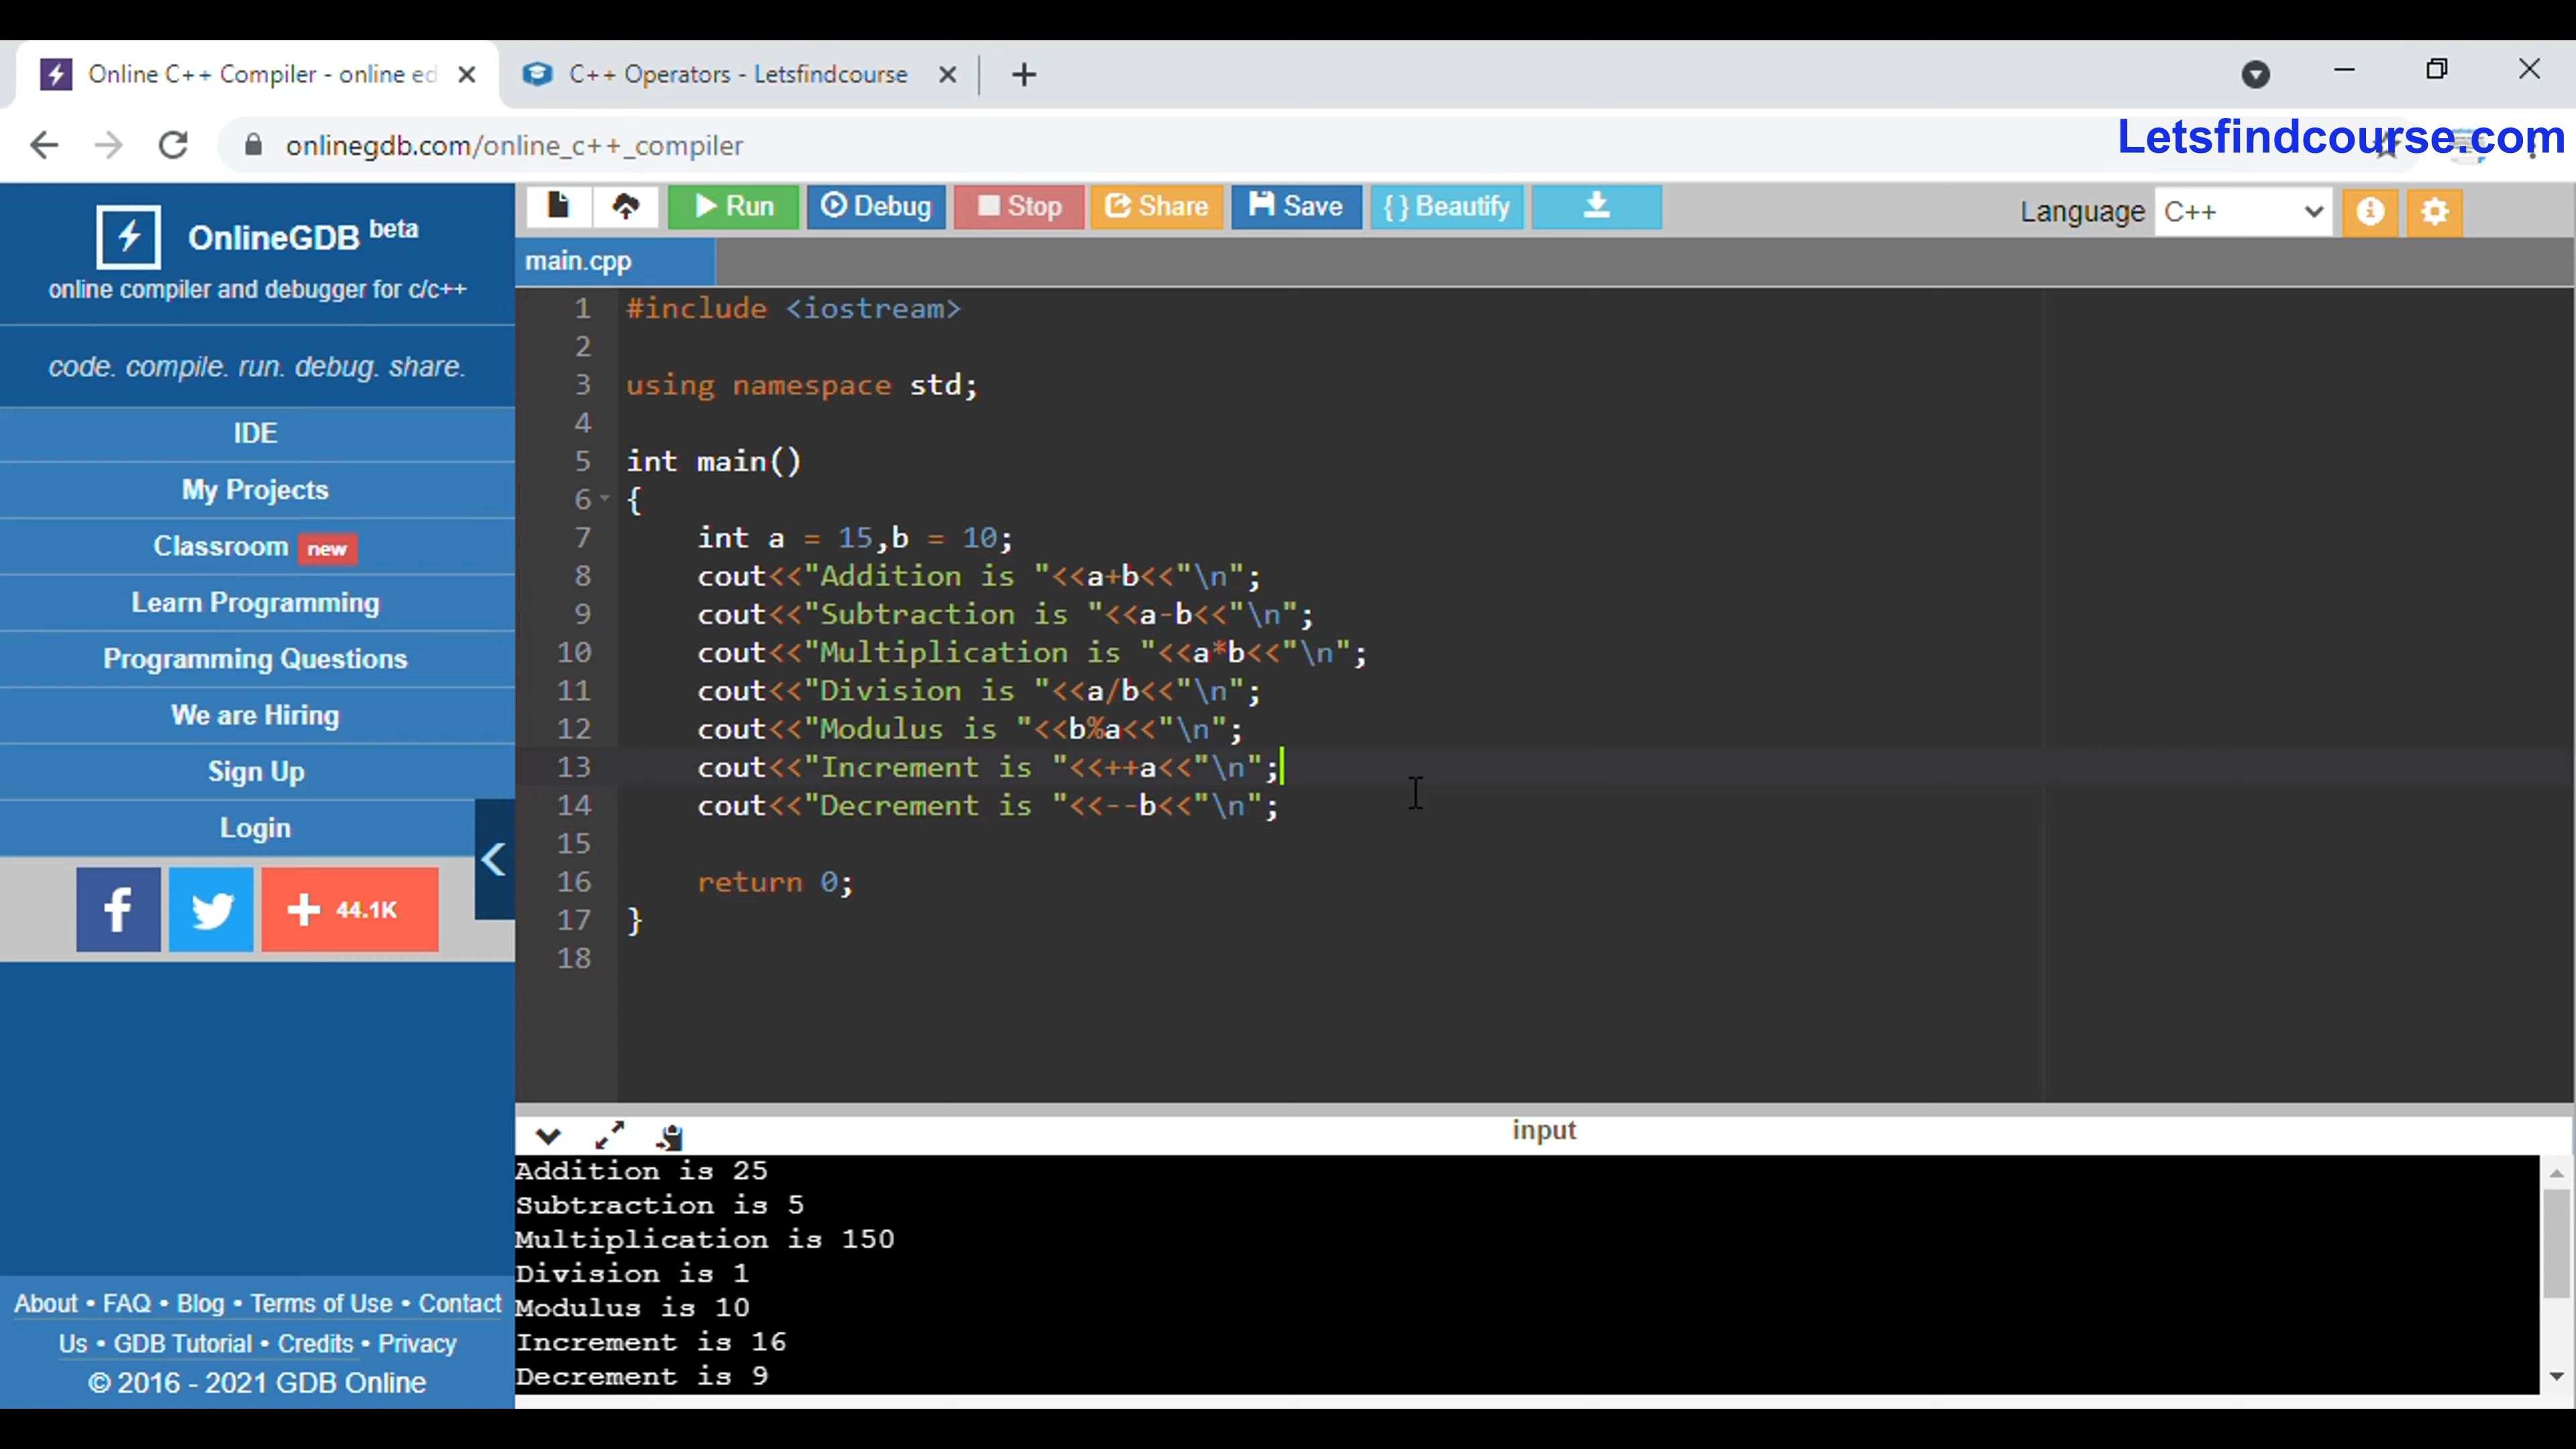 Online C++ Compiler - online ed
C++ Operators - Letsfindcourse
onlinegdb.com/online_c++_compiler
Letsfindcourse.com
OnlineGDB beta
online compiler and debugger for c/c++
code. compile. run. debug. share.
IDE
My Projects
Classroom new
Learn Programming
Programming Questions
We are Hiring
Sign Up
Login
f
+ 44.1K
About • FAQ • Blog • Terms of Use • Contact
Us • GDB Tutorial • Credits • Privacy
© 2016 - 2021 GDB Online
Run Debug Stop Share Save { } Beautify
Language C++
main.cpp
1 #include <iostream>
2
3 using namespace std;
4
5 int main()
6 {
7     int a = 15,b = 10;
8     cout<<"Addition is "<<a+b<<"\n";
9     cout<<"Subtraction is "<<a-b<<"\n";
10     cout<<"Multiplication is "<<a*b<<"\n";
11     cout<<"Division is "<<a/b<<"\n";
12     cout<<"Modulus is "<<b%a<<"\n";
13     cout<<"Increment is "<<++a<<"\n";
14     cout<<"Decrement is "<<--b<<"\n";
15
16     return 0;
17 }
18
input
Addition is 25
Subtraction is 5
Multiplication is 150
Division is 1
Modulus is 10
Increment is 16
Decrement is 9